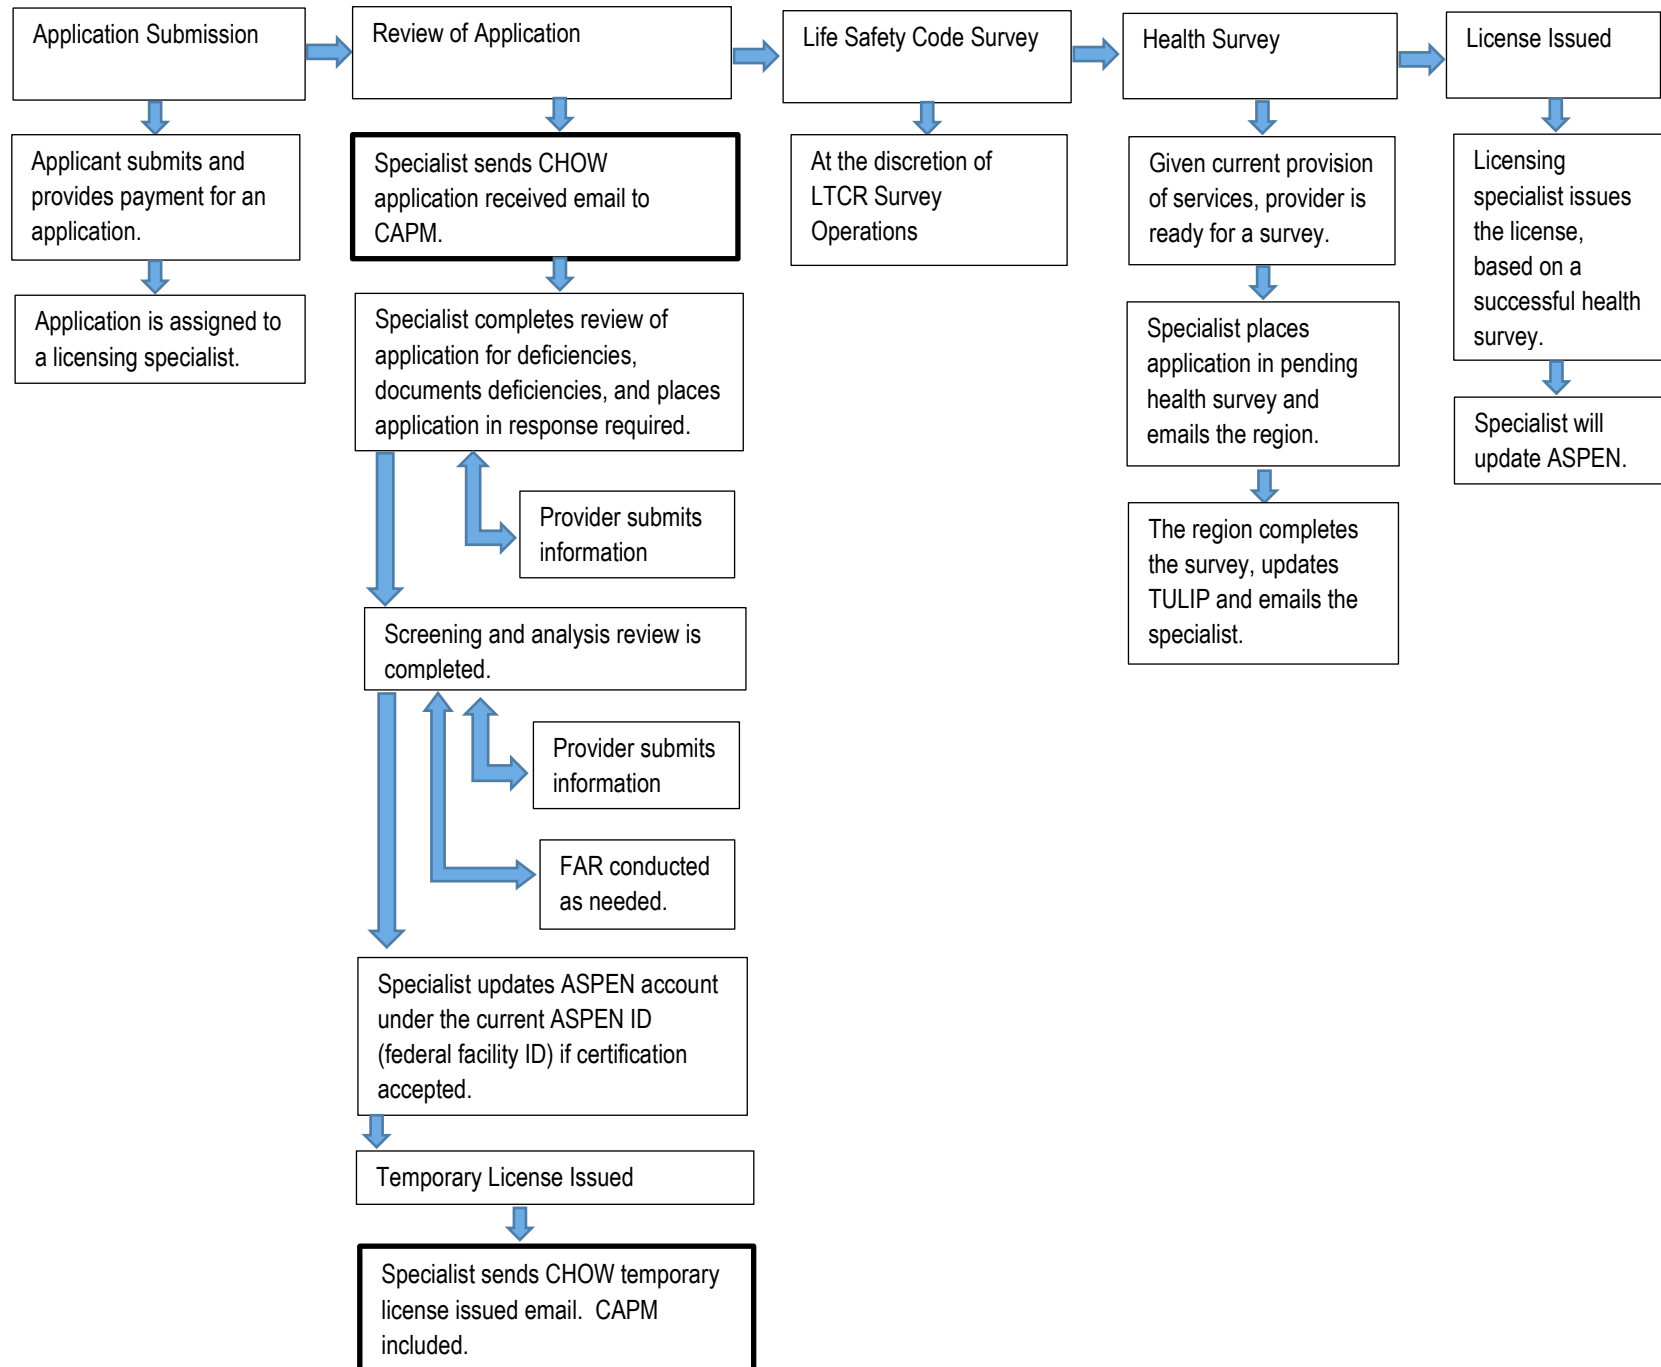 Application Submission
Review of Application
Life Safety Code Survey
Health Survey
License Issued
Applicant submits and
provides payment for an
application.
Application is assigned to
a licensing specialist.
Specialist sends CHOW
application received email to
CAPM.
Specialist completes review of
application for deficiencies,
documents deficiencies, and places
application in response required.
Provider submits
information
Screening and analysis review is
completed.
Provider submits
information
FAR conducted
as needed.
Specialist updates ASPEN account
under the current ASPEN ID
(federal facility ID) if certification
accepted.
Temporary License Issued
Specialist sends CHOW temporary
license issued email.  CAPM
included.
At the discretion of
LTCR Survey
Operations
Given current provision
of services, provider is
ready for a survey.
Specialist places
application in pending
health survey and
emails the region.
The region completes
the survey, updates
TULIP and emails the
specialist.
Licensing
specialist issues
the license,
based on a
successful health
survey.
Specialist will
update ASPEN.